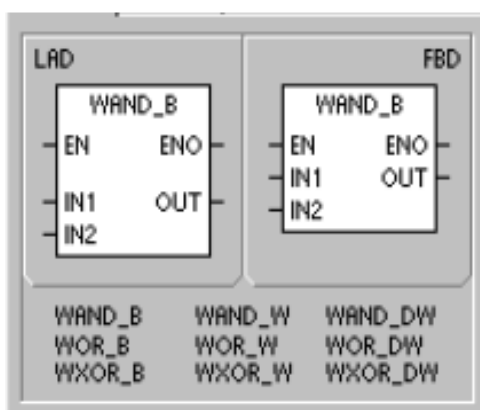 LAD FBD
WAND_B WAND_B
EN ENO EN ENO
IN1 OUT IN1 OUT
IN2 IN2
WAND_B WAND_W WAND_DW
WOR_B WOR_W WOR_DW
WXOR_B WXOR_W WXOR_DW